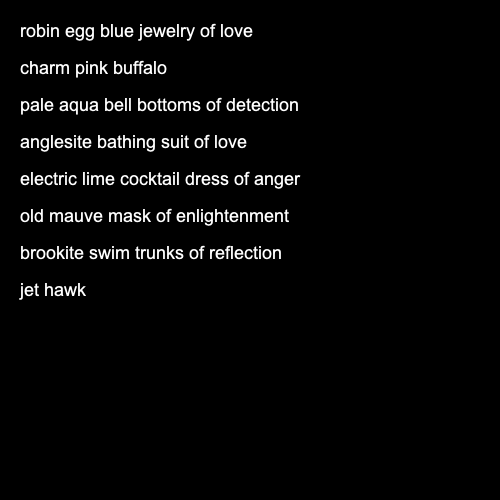 robin egg blue jewelry of love
charm pink buffalo
pale aqua bell bottoms of detection
anglesite bathing suit of love
electric lime cocktail dress of anger
old mauve mask of enlightenment
brookite swim trunks of reflection
jet hawk